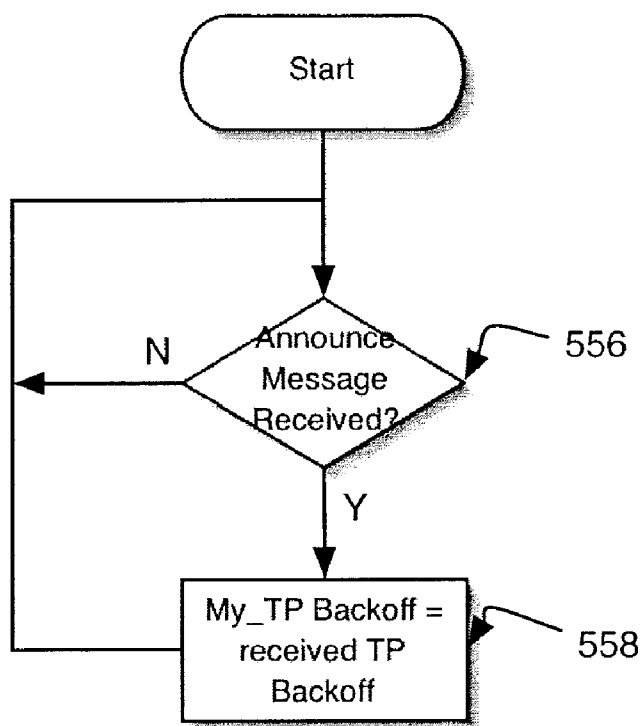 Start
N
Announce
Message
Received?
556
Y
My_TP Backoff =
received TP
Backoff
558